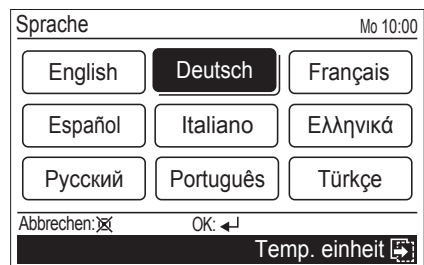 Sprache Mo 10:00
English Deutsch Français
Español Italiano Ελληνικά
Русский Português Türkçe
Abbrechen: OK:
Temp. einheit